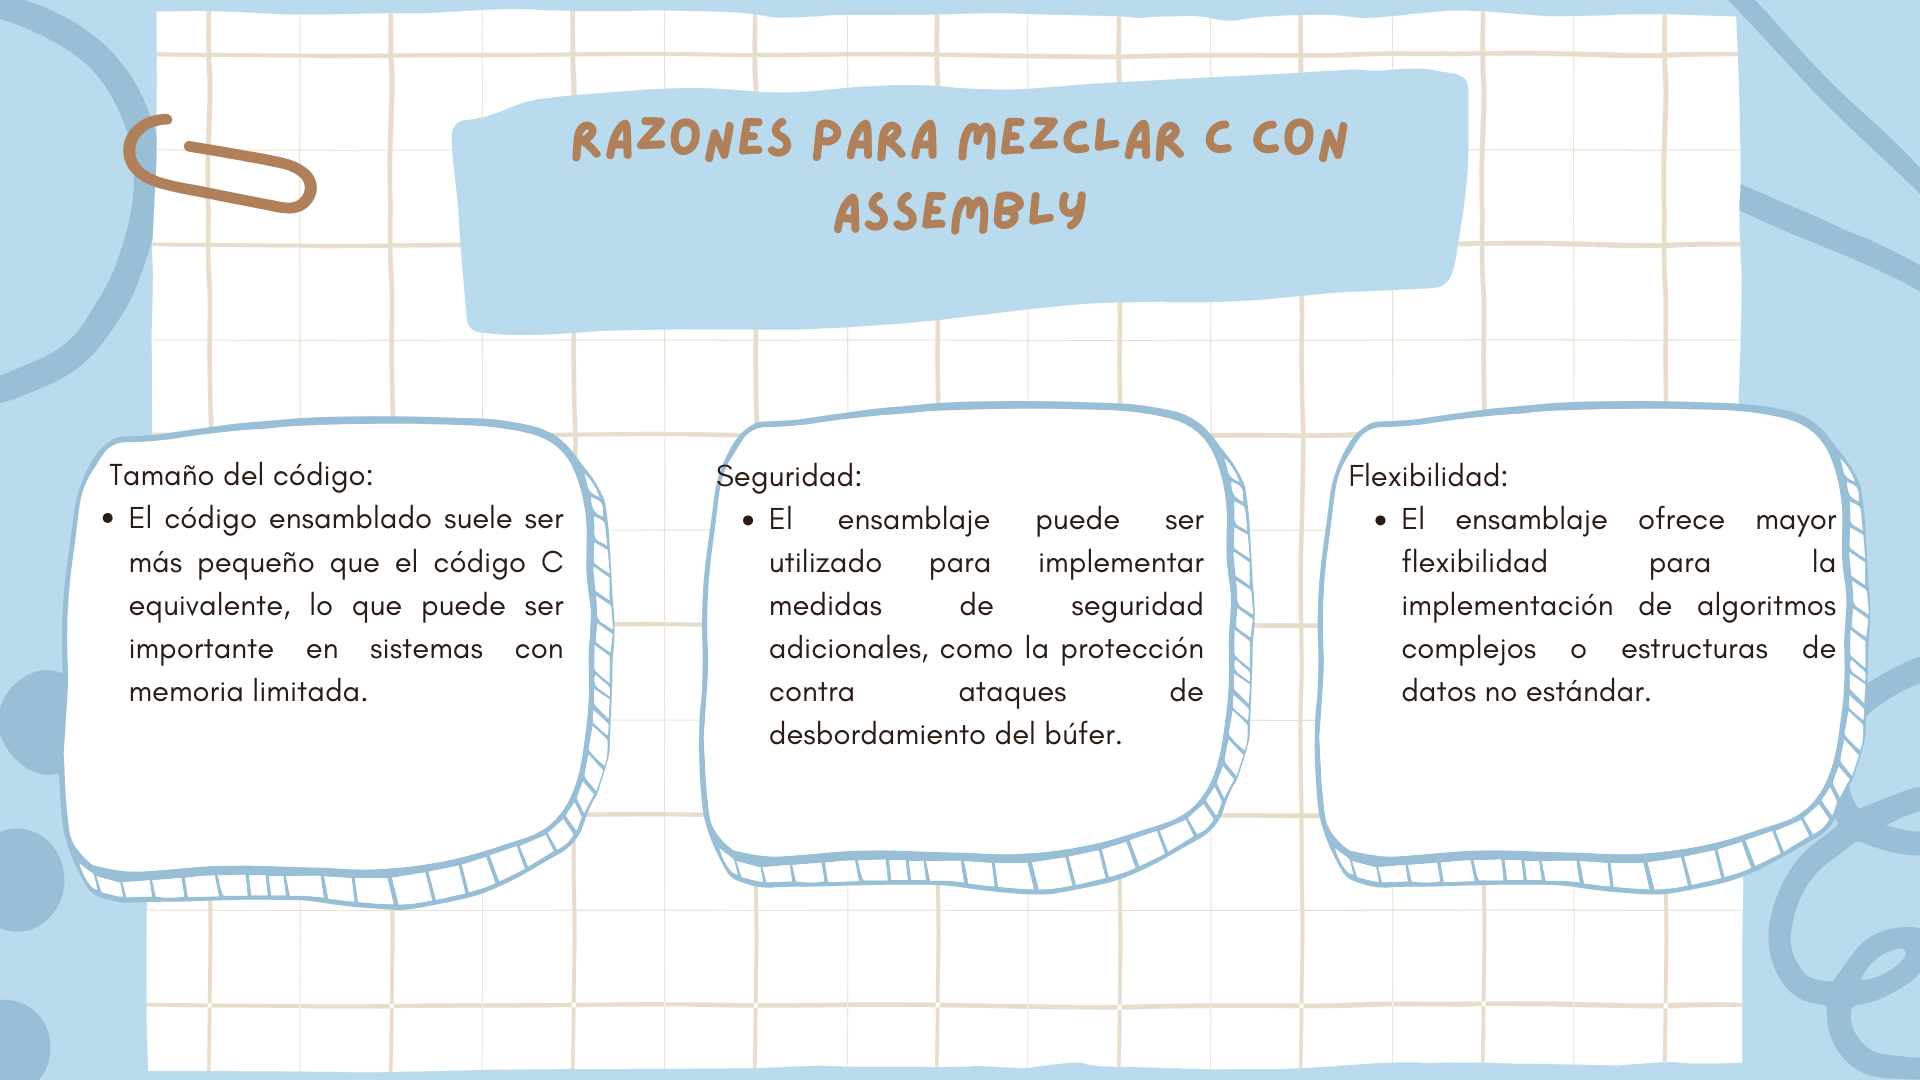 RAZONES PARA MEZCLAR C CON
ASSEMBLY
Tamaño del código:
• El código ensamblado suele ser
más pequeño que el código C
equivalente, lo que puede ser
importante en sistemas con
memoria limitada.
Seguridad:
• El ensamblaje puede ser
utilizado para implementar
medidas de seguridad
adicionales, como la protección
contra ataques de
desbordamiento del búfer.
Flexibilidad:
• El ensamblaje ofrece mayor
flexibilidad para la
implementación de algoritmos
complejos o estructuras de
datos no estándar.